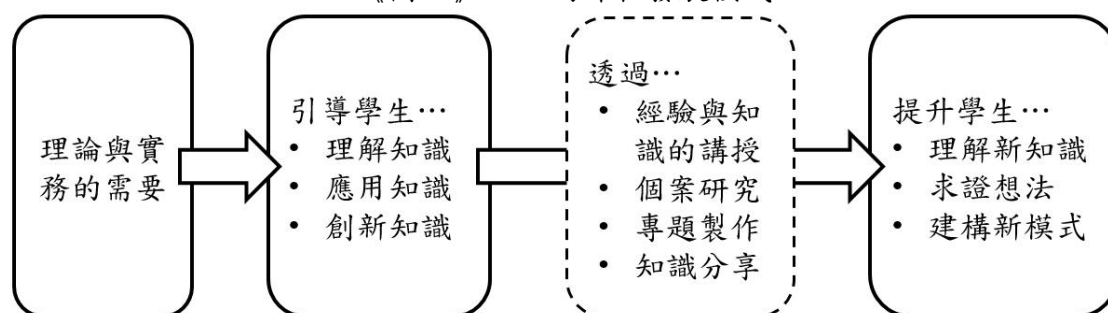 理論與實
務的需要
引導學生…
• 理解知識
• 應用知識
• 創新知識
透過…
• 經驗與知
識的講授
• 個案研究
• 專題製作
• 知識分享
提升學生…
• 理解新知識
• 求證想法
• 建構新模式